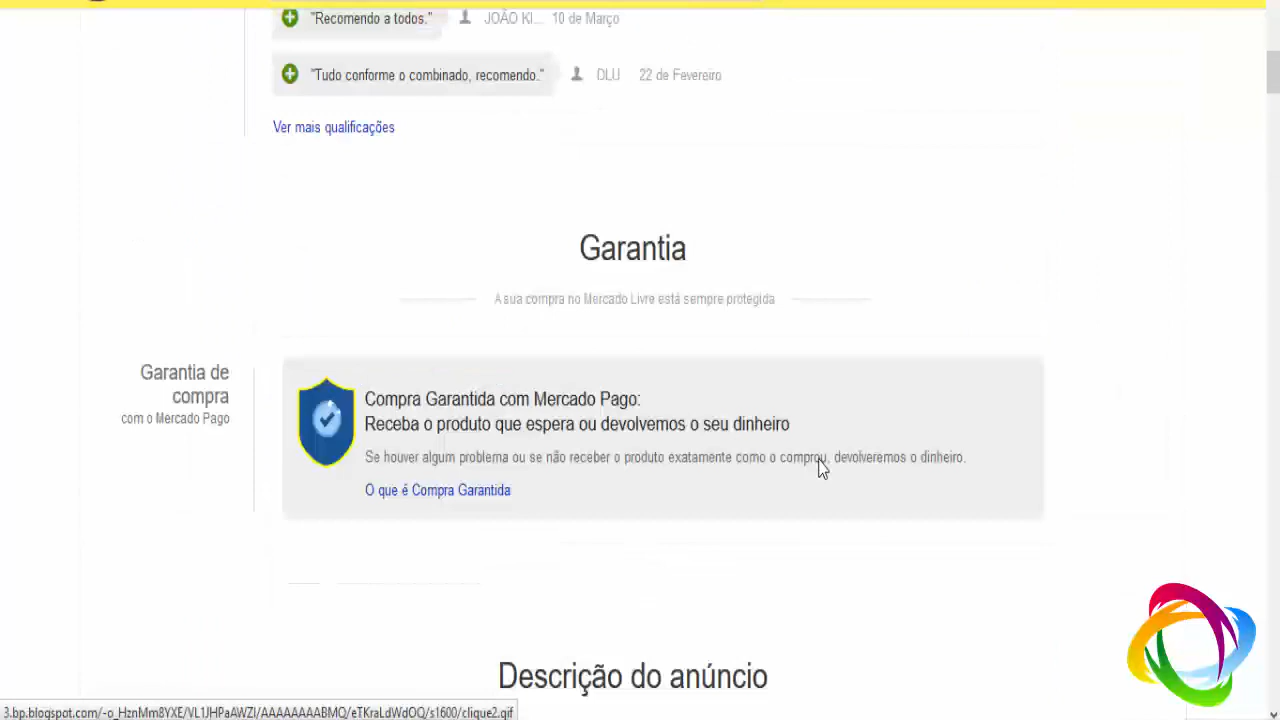 "Recomendo a todos." JOÃO KI... 10 de Março
"Tudo conforme o combinado, recomendo." DLU 22 de Fevereiro
Ver mais qualificações
Garantia
A sua compra no Mercado Livre está sempre protegida
Garantia de
compra
com o Mercado Pago
Compra Garantida com Mercado Pago:
Receba o produto que espera ou devolvemos o seu dinheiro
Se houver algum problema ou se não receber o produto exatamente como o comprou, devolveremos o dinheiro.
O que é Compra Garantida
Descrição do anúncio
3.bp.blogspot.com/-o_HznMm8YXE/VL1JHPaAWZI/AAAAAAAABMQ/eTKraLdWdOQ/s1600/clique2.gif